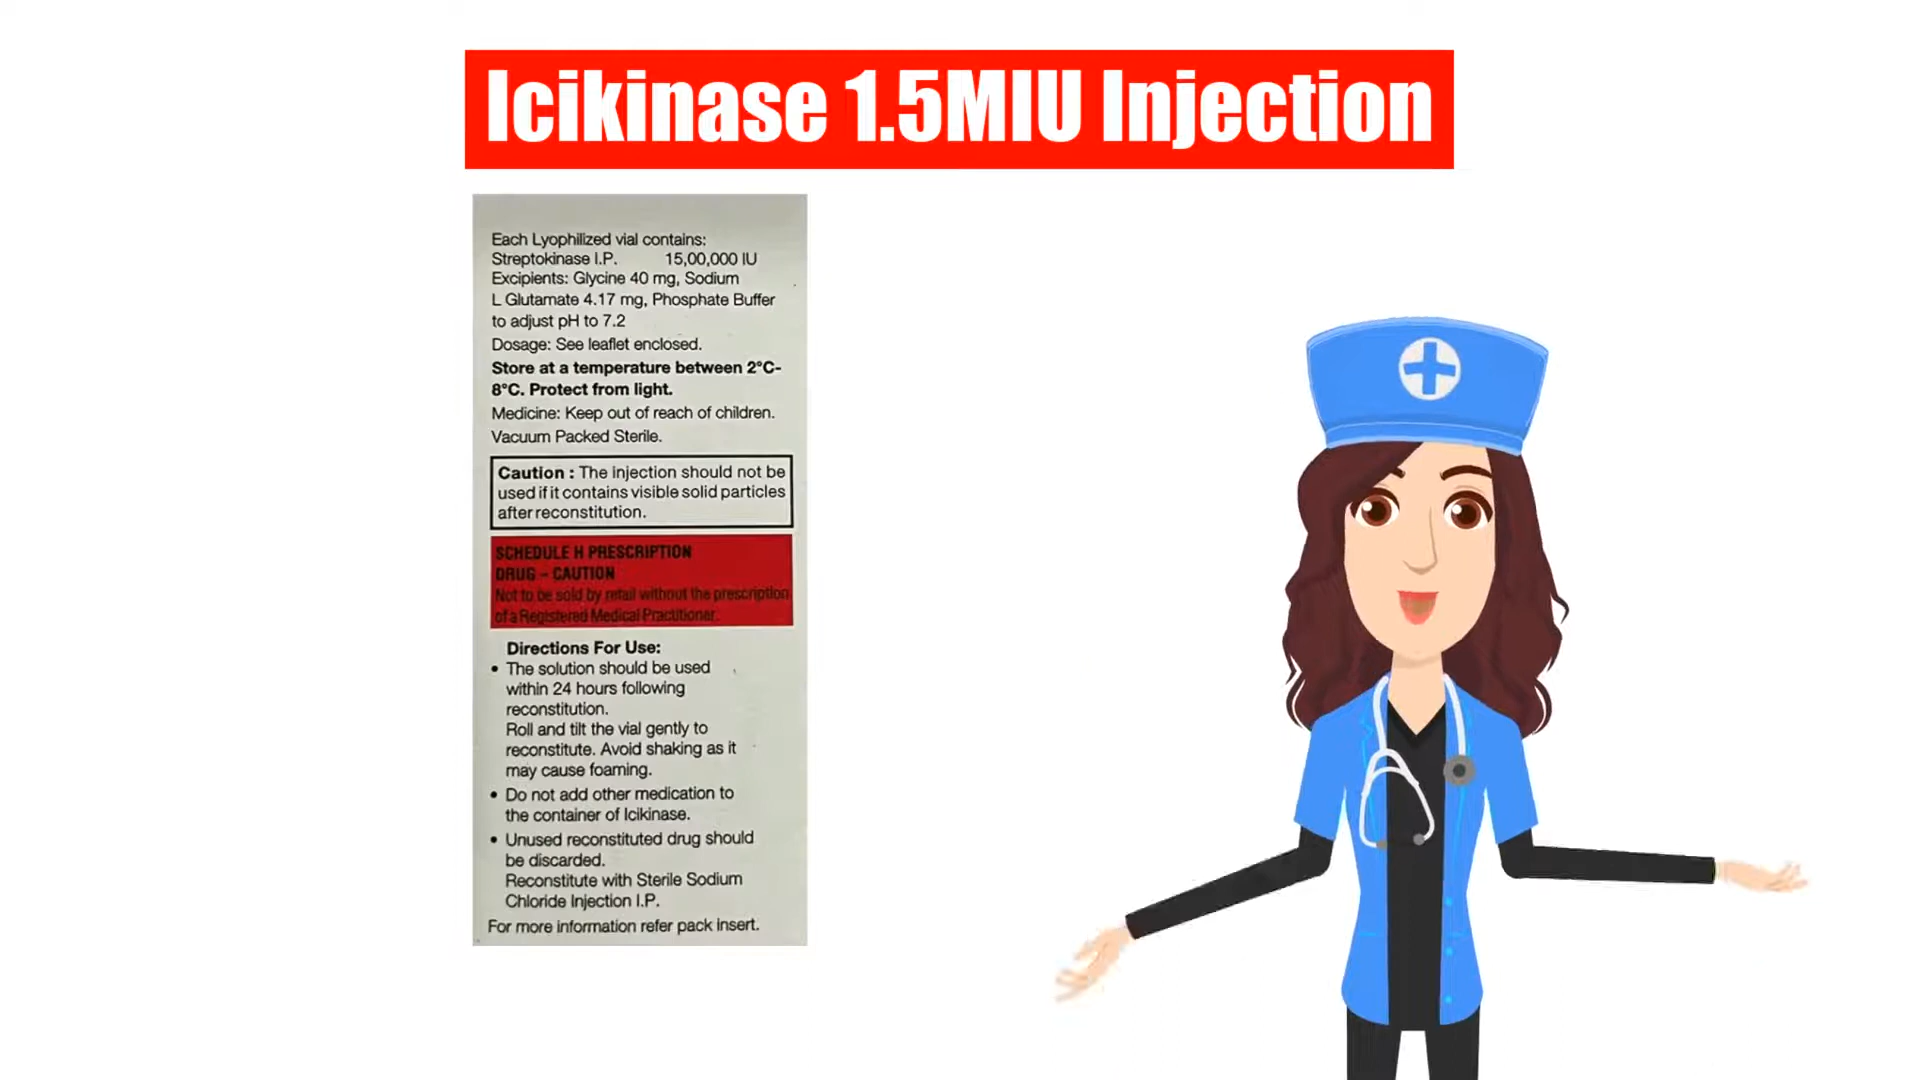 Icikinase 1.5MIU Injection
Each Lyophilized vial contains:
Streptokinase I.P. 15,00,000 IU
Excipients: Glycine 40 mg, Sodium
L Glutamate 4.17 mg, Phosphate Buffer
to adjust pH to 7.2
Dosage: See leaflet enclosed.
Store at a temperature between 2°C-
8°C. Protect from light.
Medicine: Keep out of reach of children.
Vacuum Packed Sterile.
Caution : The injection should not be
used if it contains visible solid particles
after reconstitution.
SCHEDULE H PRESCRIPTION
DRUG – CAUTION
Not to be sold by retail without the prescription
of a Registered Medical Practitioner.
Directions For Use:
• The solution should be used
within 24 hours following
reconstitution.
Roll and tilt the vial gently to
reconstitute. Avoid shaking as it
may cause foaming.
• Do not add other medication to
the container of Icikinase.
• Unused reconstituted drug should
be discarded.
Reconstitute with Sterile Sodium
Chloride Injection I.P.
For more information refer pack insert.